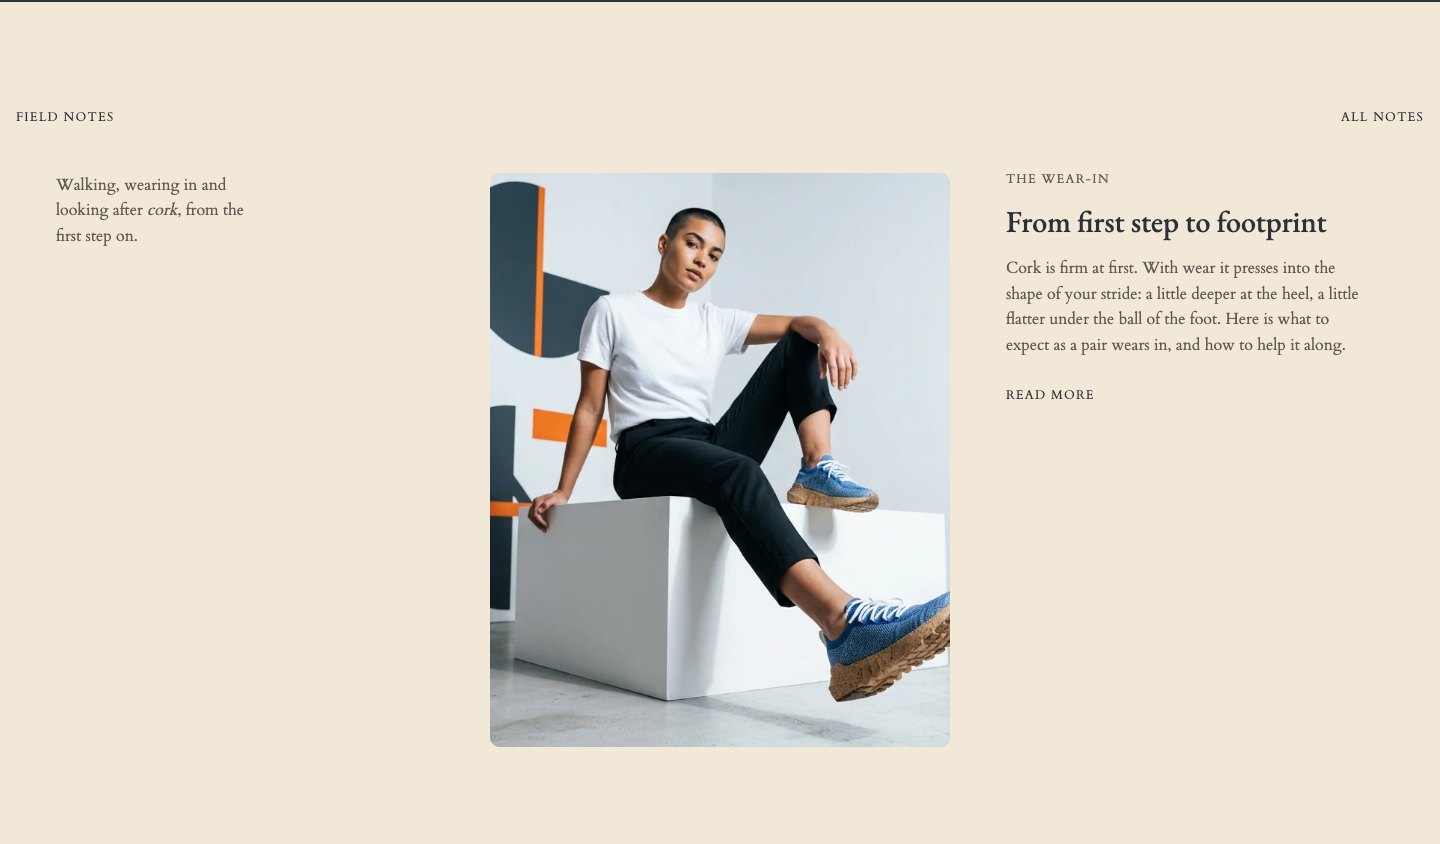 FIELD NOTES
ALL NOTES
Walking, wearing in and
looking after cork, from the
first step on.
THE WEAR-IN
From first step to footprint
Cork is firm at first. With wear it presses into the
shape of your stride: a little deeper at the heel, a little
flatter under the ball of the foot. Here is what to
expect as a pair wears in, and how to help it along.
READ MORE